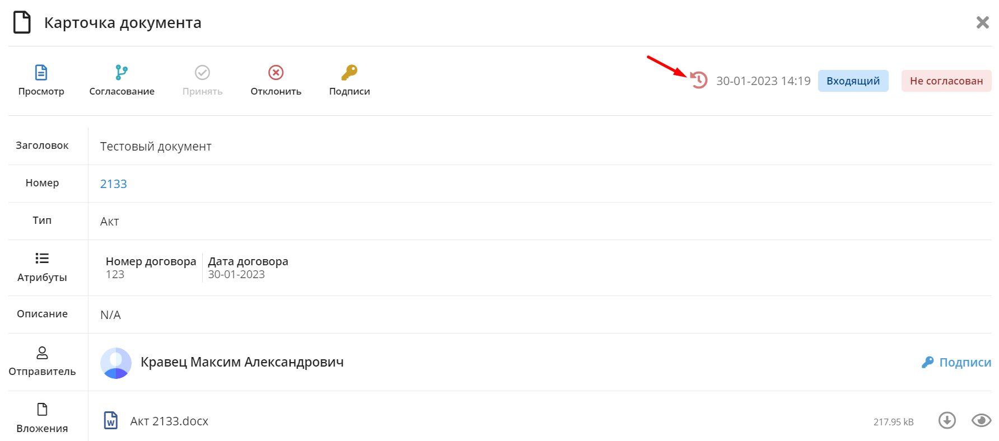 Карточка документа
Просмотр
Согласование
Принять
Отклонить
Подписи
30-01-2023 14:19
Входящий
Не согласован
Заголовок
Тестовый документ
Номер
2133
Тип
Акт
Атрибуты
Номер договора
123
Дата договора
30-01-2023
Описание
N/A
Отправитель
Кравец Максим Александрович
Подписи
Вложения
W
Акт 2133.docx
217.95 kB